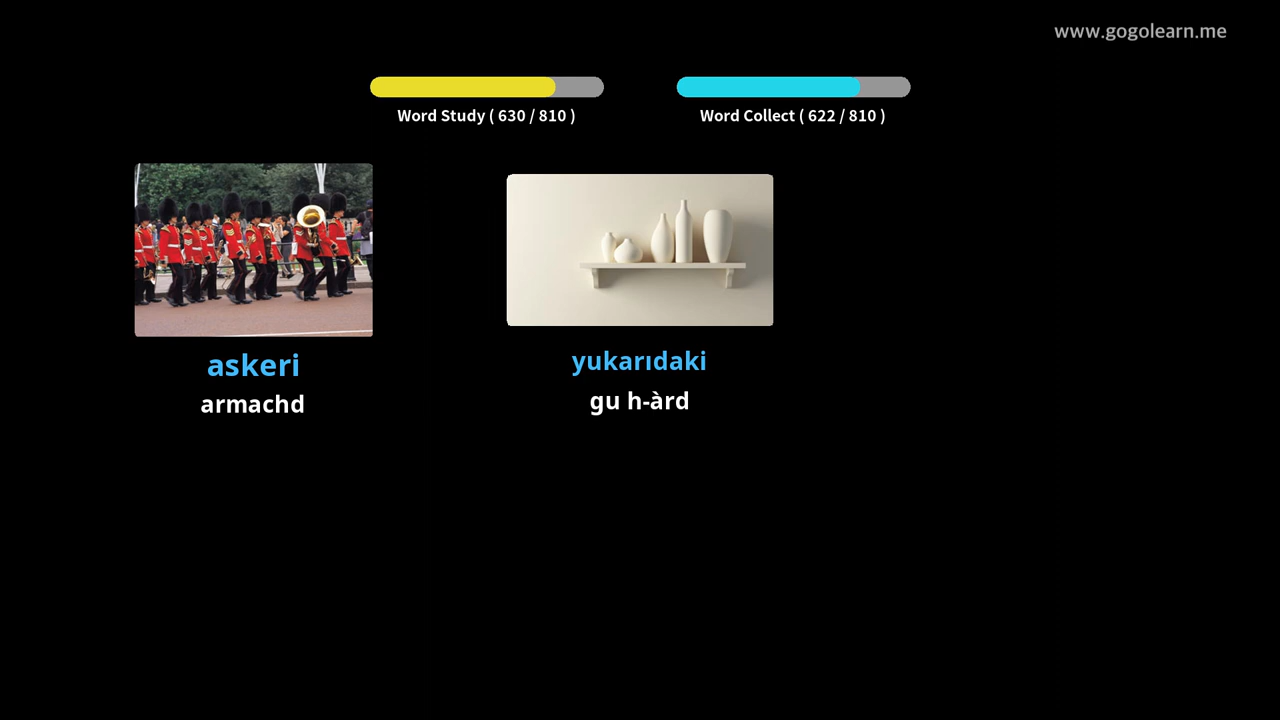 www.gogolearn.me
Word Study ( 630 / 810 )
Word Collect ( 622 / 810 )
askeri
armachd
yukarıdaki
gu h-àrd